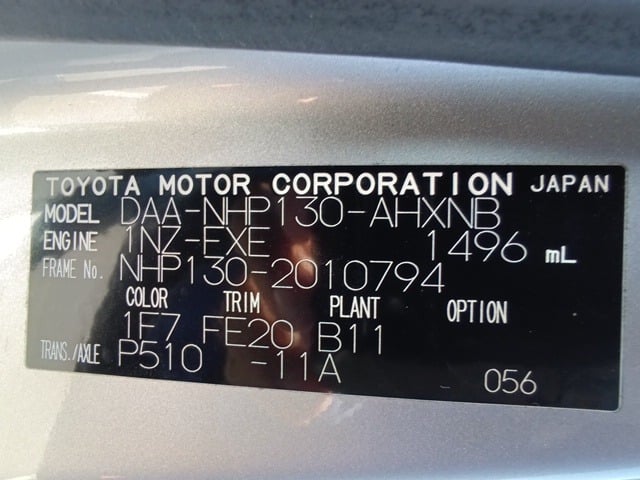 TOYOTA MOTOR CORPORATION JAPAN
MODEL DAA-NHP130-AHXNB
ENGINE 1NZ-FXE 1496 mL
FRAME No. NHP130-2010794
COLOR TRIM PLANT OPTION
1F7 FE20 B11
TRANS./AXLE P510 -11A
056